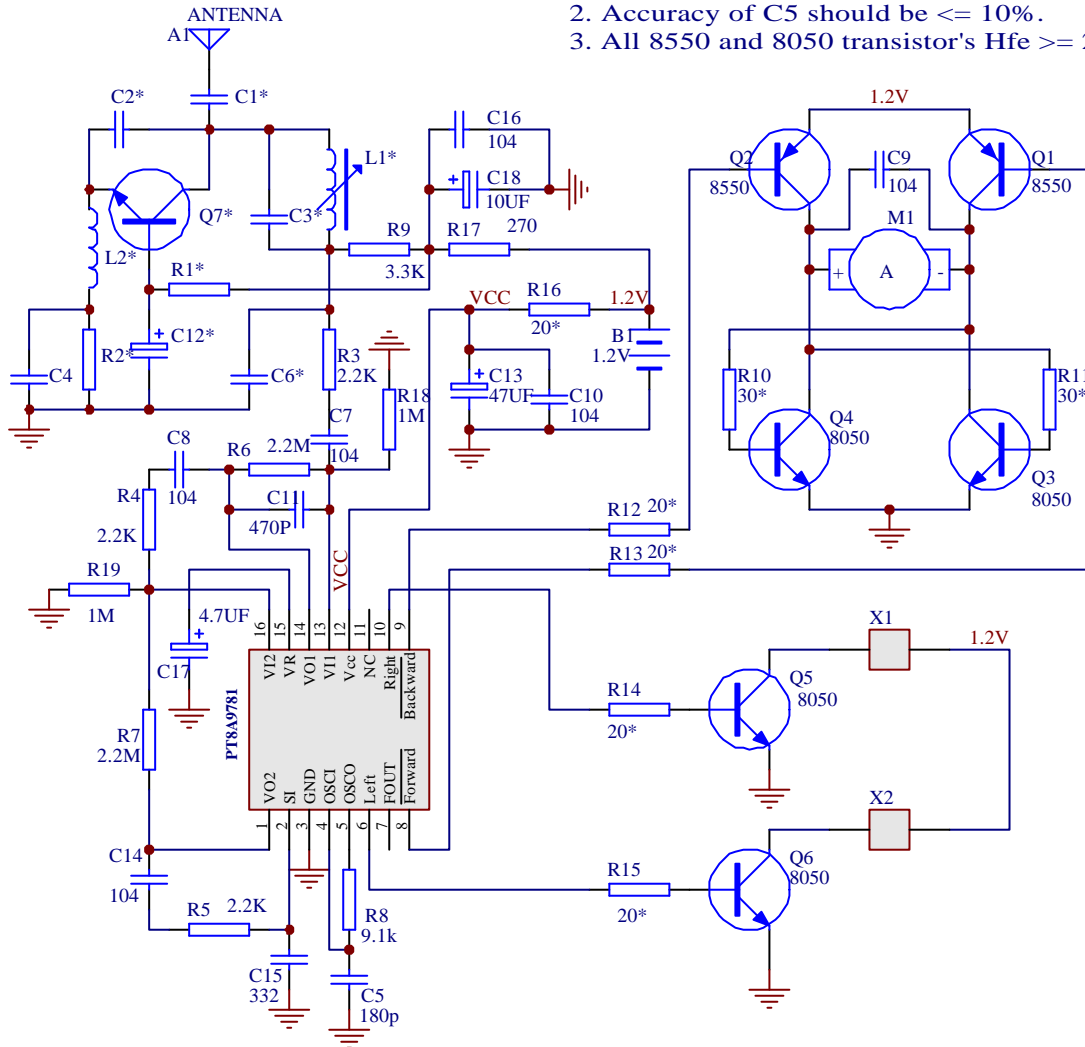 2. Accuracy of C5 should be <= 10%.
3. All 8550 and 8050 transistor's Hfe >=
ANTENNA
A1
C2*
C1*
L1*
C16
104
C18
10UF
270
1.2V
Q2
8550
C9
104
Q1
8550
Q7*
C3*
R9
3.3K
R17
M1
+ A -
L2*
R1*
VCC
R16
20*
1.2V
B1
1.2V
C12*
R2*
R3
2.2K
C4
C6*
R18
1M
C13
47UF
C10
104
R10
30*
R11
30*
C7
104
Q4
8050
Q3
8050
C8
104
R6
2.2M
R4
2.2K
C11
470P
R12
20*
R13
20*
VCC
R19
1M
4.7UF
C17
16
15
14
13
12
11
10
9
VI2
VR
VO1
VI1
Vcc
NC
Right
Backward
PT8A9781
VO2
SI
GND
OSCI
OSCO
Left
FOUT
Forward
1
2
3
4
5
6
7
8
X1
1.2V
Q5
8050
R14
20*
R7
2.2M
X2
C14
104
Q6
8050
R15
20*
R5
2.2K
R8
9.1k
C15
332
C5
180p